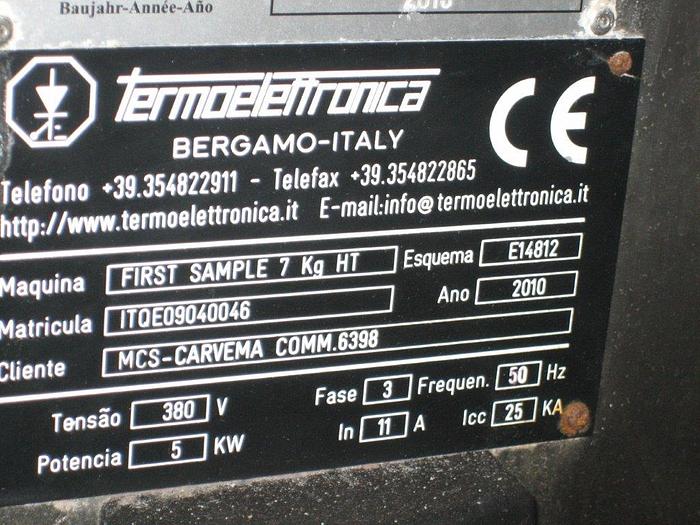 Baujahr-Année-Año 2010
termoelettronica
BERGAMO-ITALY
CE
Telefono +39.354822911 - Telefax +39.354822865
http://www.termoelettronica.it E-mail:info@termoelettronica.it
Maquina FIRST SAMPLE 7 Kg HT Esquema E14812
Matricula ITQE09040046 Ano 2010
Cliente MCS-CARVEMA COMM.6398
Tensão 380 V Fase 3 Frequen. 50 Hz
Potencia 5 KW In 11 A Icc 25 KA